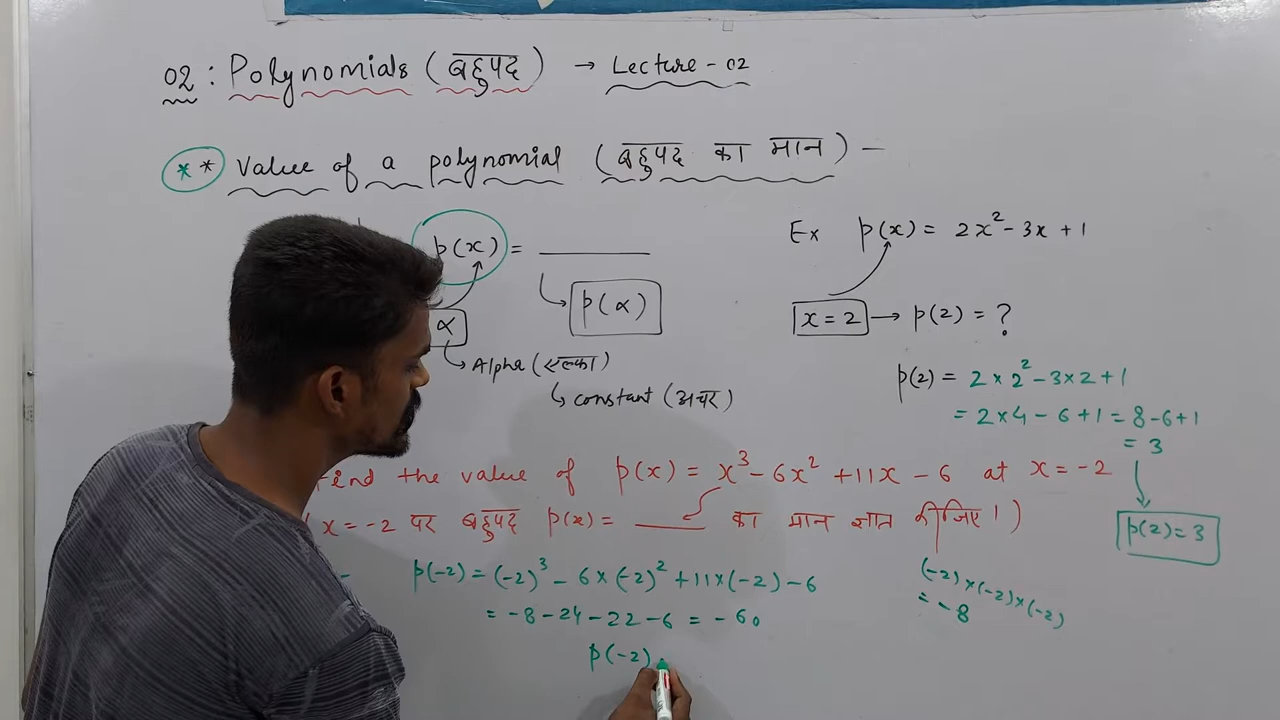 02 : Polynomials ( बहुपद ) → Lecture - 02
** Value of a polynomial ( बहुपद का मान ) —
p(x) = ______
α
p(α)
Alpha (एल्फा)
constant (अचर)
Ex p(x) = 2x² - 3x + 1
x = 2 → p(2) = ?
p(2) = 2 × 2² - 3 × 2 + 1
= 2 × 4 - 6 + 1 = 8 - 6 + 1
= 3
p(2) = 3
find the value of p(x) = x³ - 6x² + 11x - 6 at x = -2
( x = -2 पर बहुपद p(x) = ____ का मान ज्ञात कीजिए। )
p(-2) = (-2)³ - 6 × (-2)² + 11 × (-2) - 6
= -8 - 24 - 22 - 6 = - 60
p(-2)
(-2) × (-2) × (-2)
= -8